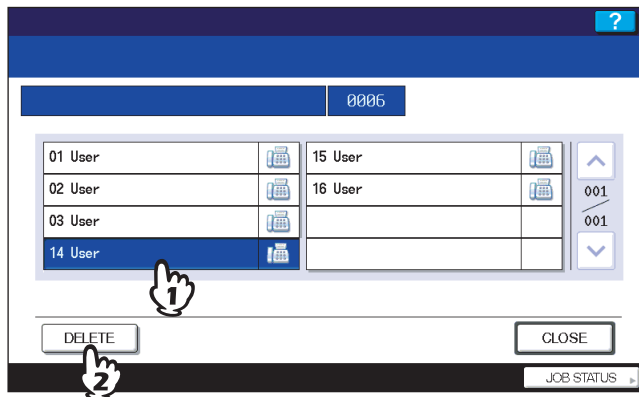 ?
0006
01 User
02 User
03 User
14 User
15 User
16 User
001
001
1
DELETE
2
CLOSE
JOB STATUS